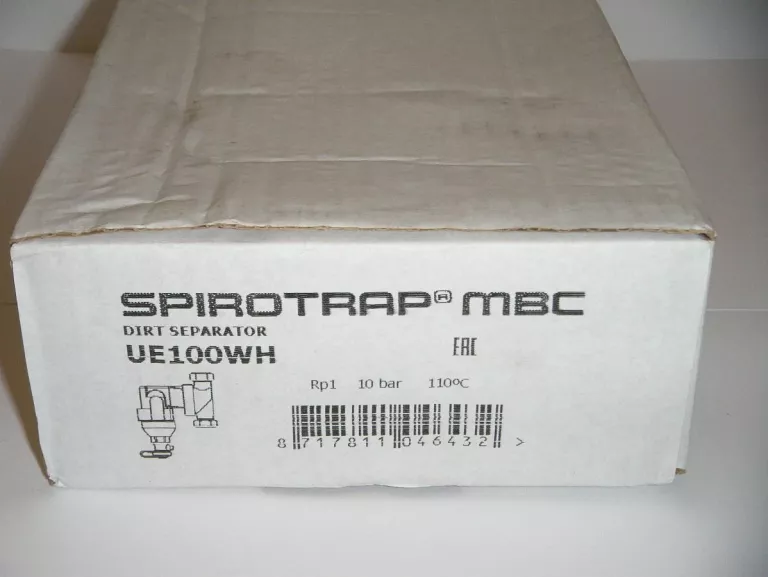 SPIROTRAP® MBC
DIRT SEPARATOR
UE100WH
EAC
Rp1 10 bar 110ºC
8 717811 046432 >